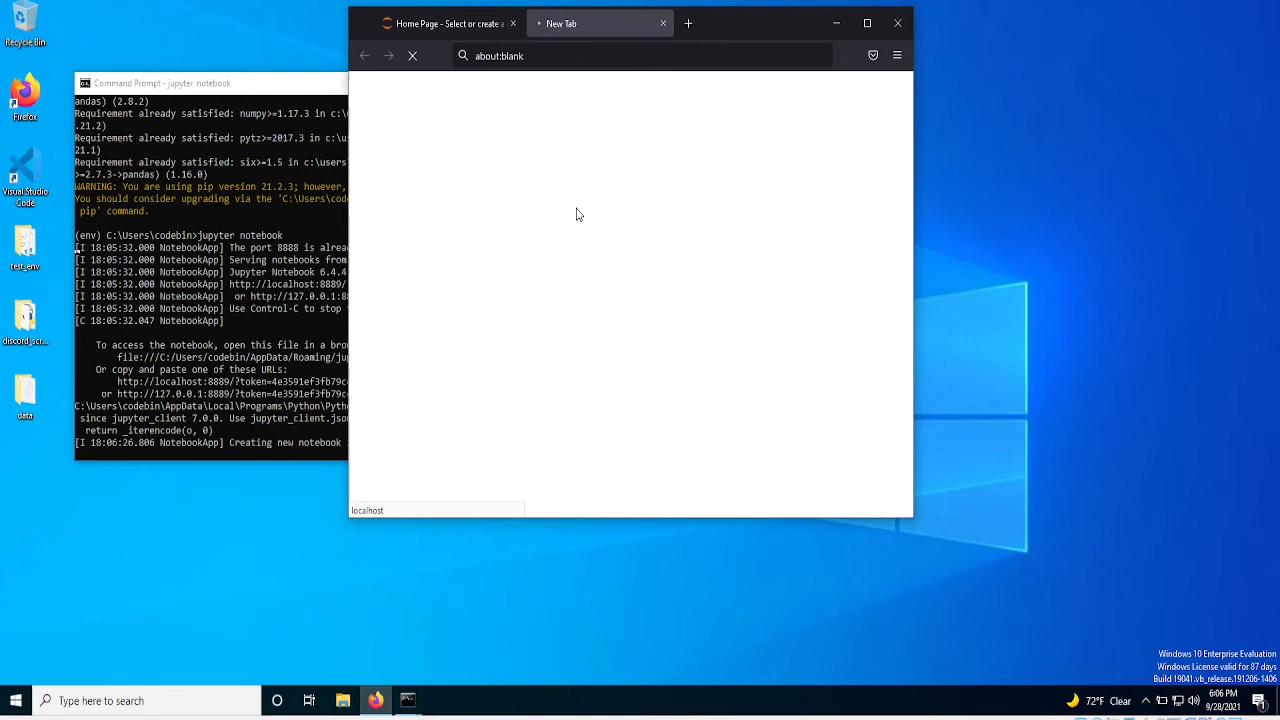 Recycle Bin
Firefox
Visual Studio
Code
test_env
discord_scr...
data
Command Prompt - jupyter notebook
andas) (2.8.2)
Requirement already satisfied: numpy>=1.17.3 in c:\u
.21.2)
Requirement already satisfied: pytz>=2017.3 in c:\us
21.1)
Requirement already satisfied: six>=1.5 in c:\users\
>=2.7.3->pandas) (1.16.0)
WARNING: You are using pip version 21.2.3; however,
You should consider upgrading via the 'C:\Users\cod
pip' command.
(env) C:\Users\codebin>jupyter notebook
[I 18:05:32.000 NotebookApp] The port 8888 is alrea
[I 18:05:32.000 NotebookApp] Serving notebooks from
[I 18:05:32.000 NotebookApp] Jupyter Notebook 6.4.4
[I 18:05:32.000 NotebookApp] http://localhost:8889/
[I 18:05:32.000 NotebookApp] or http://127.0.0.1:88
[I 18:05:32.000 NotebookApp] Use Control-C to stop
[C 18:05:32.047 NotebookApp]
To access the notebook, open this file in a brow
file:///C:/Users/codebin/AppData/Roaming/jup
Or copy and paste one of these URLs:
http://localhost:8889/?token=4e3591ef3fb79cc
or http://127.0.0.1:8889/?token=4e3591ef3fb79cc
C:\Users\codebin\AppData\Local\Programs\Python\Pyth
since jupyter_client 7.0.0. Use jupyter_client.jso
return _iterencode(o, 0)
[I 18:06:26.806 NotebookApp] Creating new notebook
Home Page - Select or create a
New Tab
about:blank
localhost
Windows 10 Enterprise Evaluation
Windows License valid for 87 days
Build 19041.vb_release.191206-1406
Type here to search
72°F Clear
6:06 PM
9/28/2021